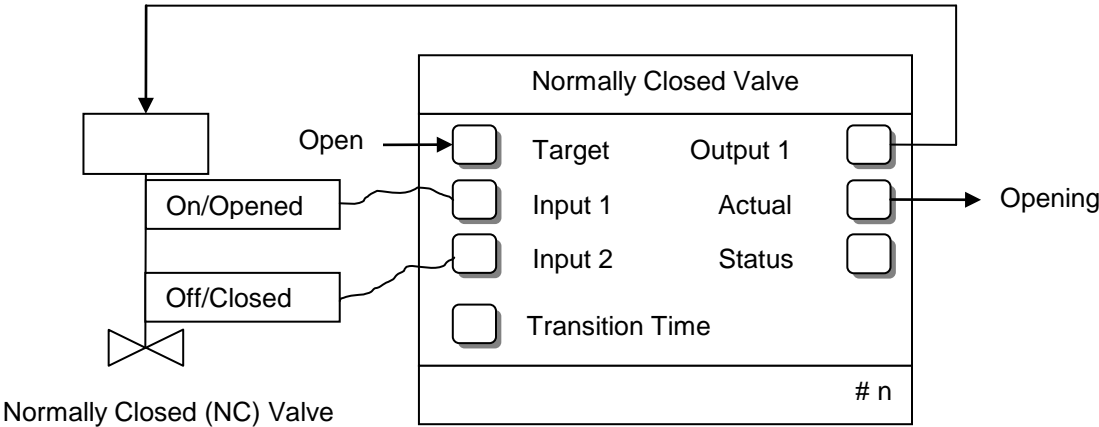 Normally Closed Valve
Open
Target
Output 1
On/Opened
Input 1
Actual
Opening
Input 2
Status
Off/Closed
Transition Time
# n
Normally Closed (NC) Valve